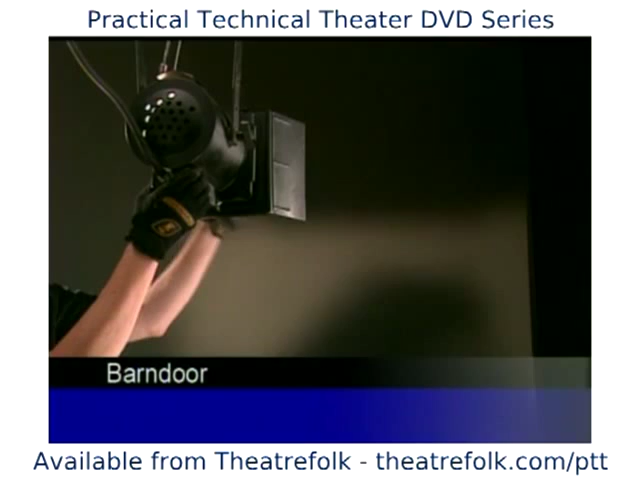 Practical Technical Theater DVD Series
Barndoor
Available from Theatrefolk - theatrefolk.com/ptt